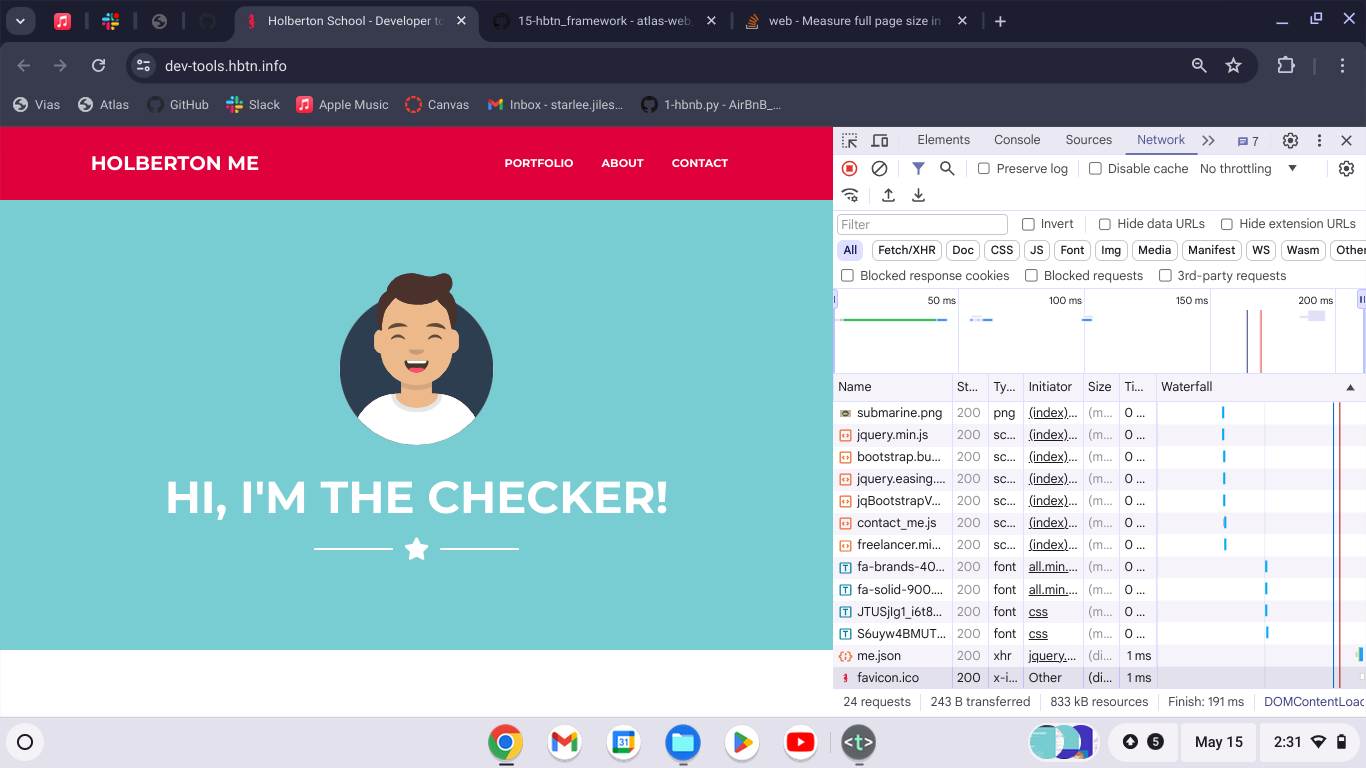 Holberton School - Developer to
15-hbtn_framework - atlas-web
web - Measure full page size in
dev-tools.hbtn.info
Vias
Atlas
GitHub
Slack
Apple Music
Canvas
Inbox - starlee.jiles...
1-hbnb.py - AirBnB_...
HOLBERTON ME
PORTFOLIO ABOUT CONTACT
HI, I'M THE CHECKER!
Elements Console Sources Network 7
Preserve log Disable cache No throttling
Filter Invert Hide data URLs Hide extension URLs
All Fetch/XHR Doc CSS JS Font Img Media Manifest WS Wasm Other
Blocked response cookies Blocked requests 3rd-party requests
50 ms 100 ms 150 ms 200 ms
Name St... Ty... Initiator Size Ti... Waterfall
submarine.png 200 png (index)... (m... 0 ...
jquery.min.js 200 sc... (index)... (m... 0 ...
bootstrap.bu... 200 sc... (index)... (m... 0 ...
jquery.easing.... 200 sc... (index)... (m... 0 ...
jqBootstrapV... 200 sc... (index)... (m... 0 ...
contact_me.js 200 sc... (index)... (m... 0 ...
freelancer.mi... 200 sc... (index)... (m... 0 ...
fa-brands-40... 200 font all.min.... (m... 0 ...
fa-solid-900.... 200 font all.min.... (m... 0 ...
JTUSjIg1_i6t8... 200 font css (m... 0 ...
S6uyw4BMUT... 200 font css (m... 0 ...
me.json 200 xhr jquery.... (di... 1 ms
favicon.ico 200 x-i... Other (di... 1 ms
24 requests 243 B transferred 833 kB resources Finish: 191 ms DOMContentLoad
31
<t>
5
May 15
2:31